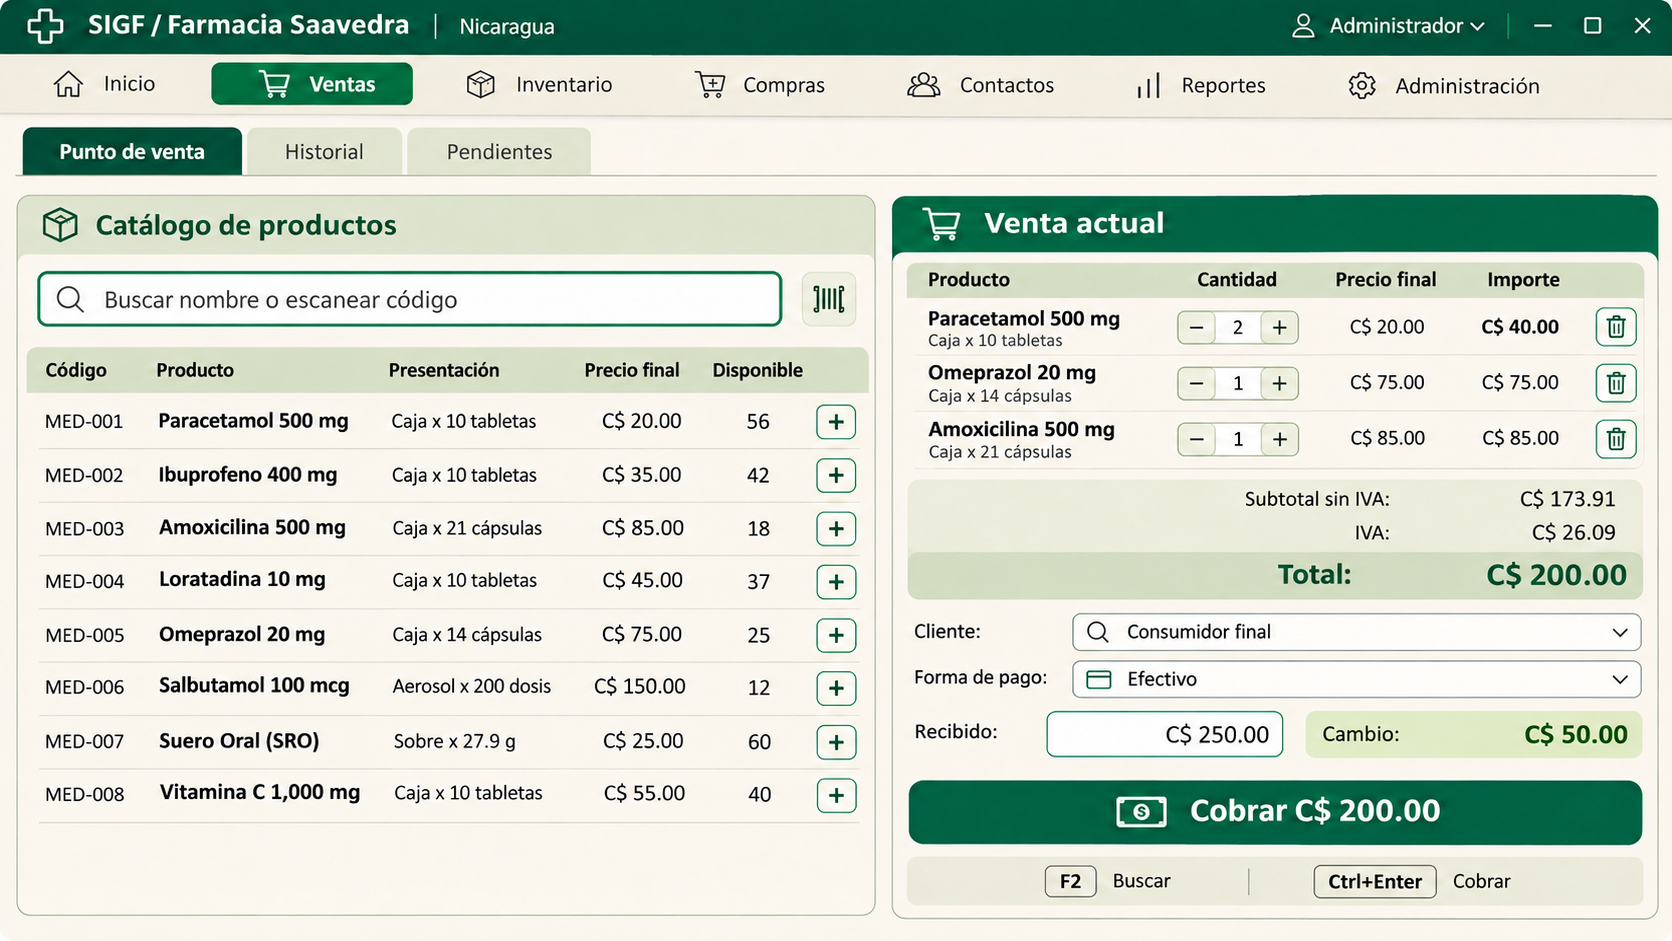 SIGF / Farmacia Saavedra | Nicaragua Administrador
Inicio Ventas Inventario Compras Contactos Reportes Administración
Punto de venta Historial Pendientes
Catálogo de productos
Buscar nombre o escanear código
Código Producto Presentación Precio final Disponible
MED-001 Paracetamol 500 mg Caja x 10 tabletas C$ 20.00 56 +
MED-002 Ibuprofeno 400 mg Caja x 10 tabletas C$ 35.00 42 +
MED-003 Amoxicilina 500 mg Caja x 21 cápsulas C$ 85.00 18 +
MED-004 Loratadina 10 mg Caja x 10 tabletas C$ 45.00 37 +
MED-005 Omeprazol 20 mg Caja x 14 cápsulas C$ 75.00 25 +
MED-006 Salbutamol 100 mcg Aerosol x 200 dosis C$ 150.00 12 +
MED-007 Suero Oral (SRO) Sobre x 27.9 g C$ 25.00 60 +
MED-008 Vitamina C 1,000 mg Caja x 10 tabletas C$ 55.00 40 +
Venta actual
Producto Cantidad Precio final Importe
Paracetamol 500 mg − 2 + C$ 20.00 C$ 40.00
Caja x 10 tabletas
Omeprazol 20 mg − 1 + C$ 75.00 C$ 75.00
Caja x 14 cápsulas
Amoxicilina 500 mg − 1 + C$ 85.00 C$ 85.00
Caja x 21 cápsulas
Subtotal sin IVA: C$ 173.91
IVA: C$ 26.09
Total: C$ 200.00
Cliente: Consumidor final
Forma de pago: Efectivo
Recibido: C$ 250.00 Cambio: C$ 50.00
Cobrar C$ 200.00
F2 Buscar | Ctrl+Enter Cobrar